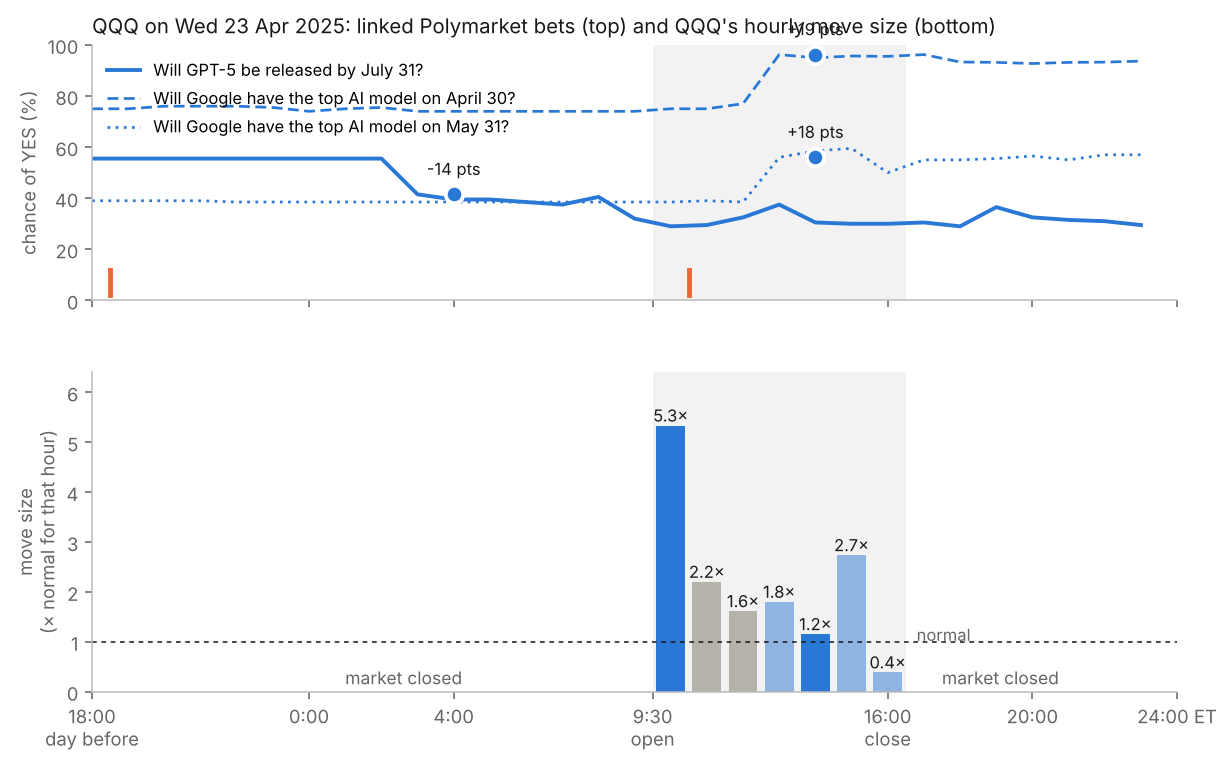 QQQ on Wed 23 Apr 2025: linked Polymarket bets (top) and QQQ's hourly move size (bottom)
+19 pts
100
80
60
40
20
0
chance of YES (%)
Will GPT-5 be released by July 31?
Will Google have the top AI model on April 30?
Will Google have the top AI model on May 31?
-14 pts
+18 pts
6
5
4
3
2
1
0
move size
(× normal for that hour)
5.3×
2.2×
1.6×
1.8×
1.2×
2.7×
0.4×
normal
market closed
market closed
18:00
day before
0:00
4:00
9:30
open
16:00
close
20:00
24:00 ET